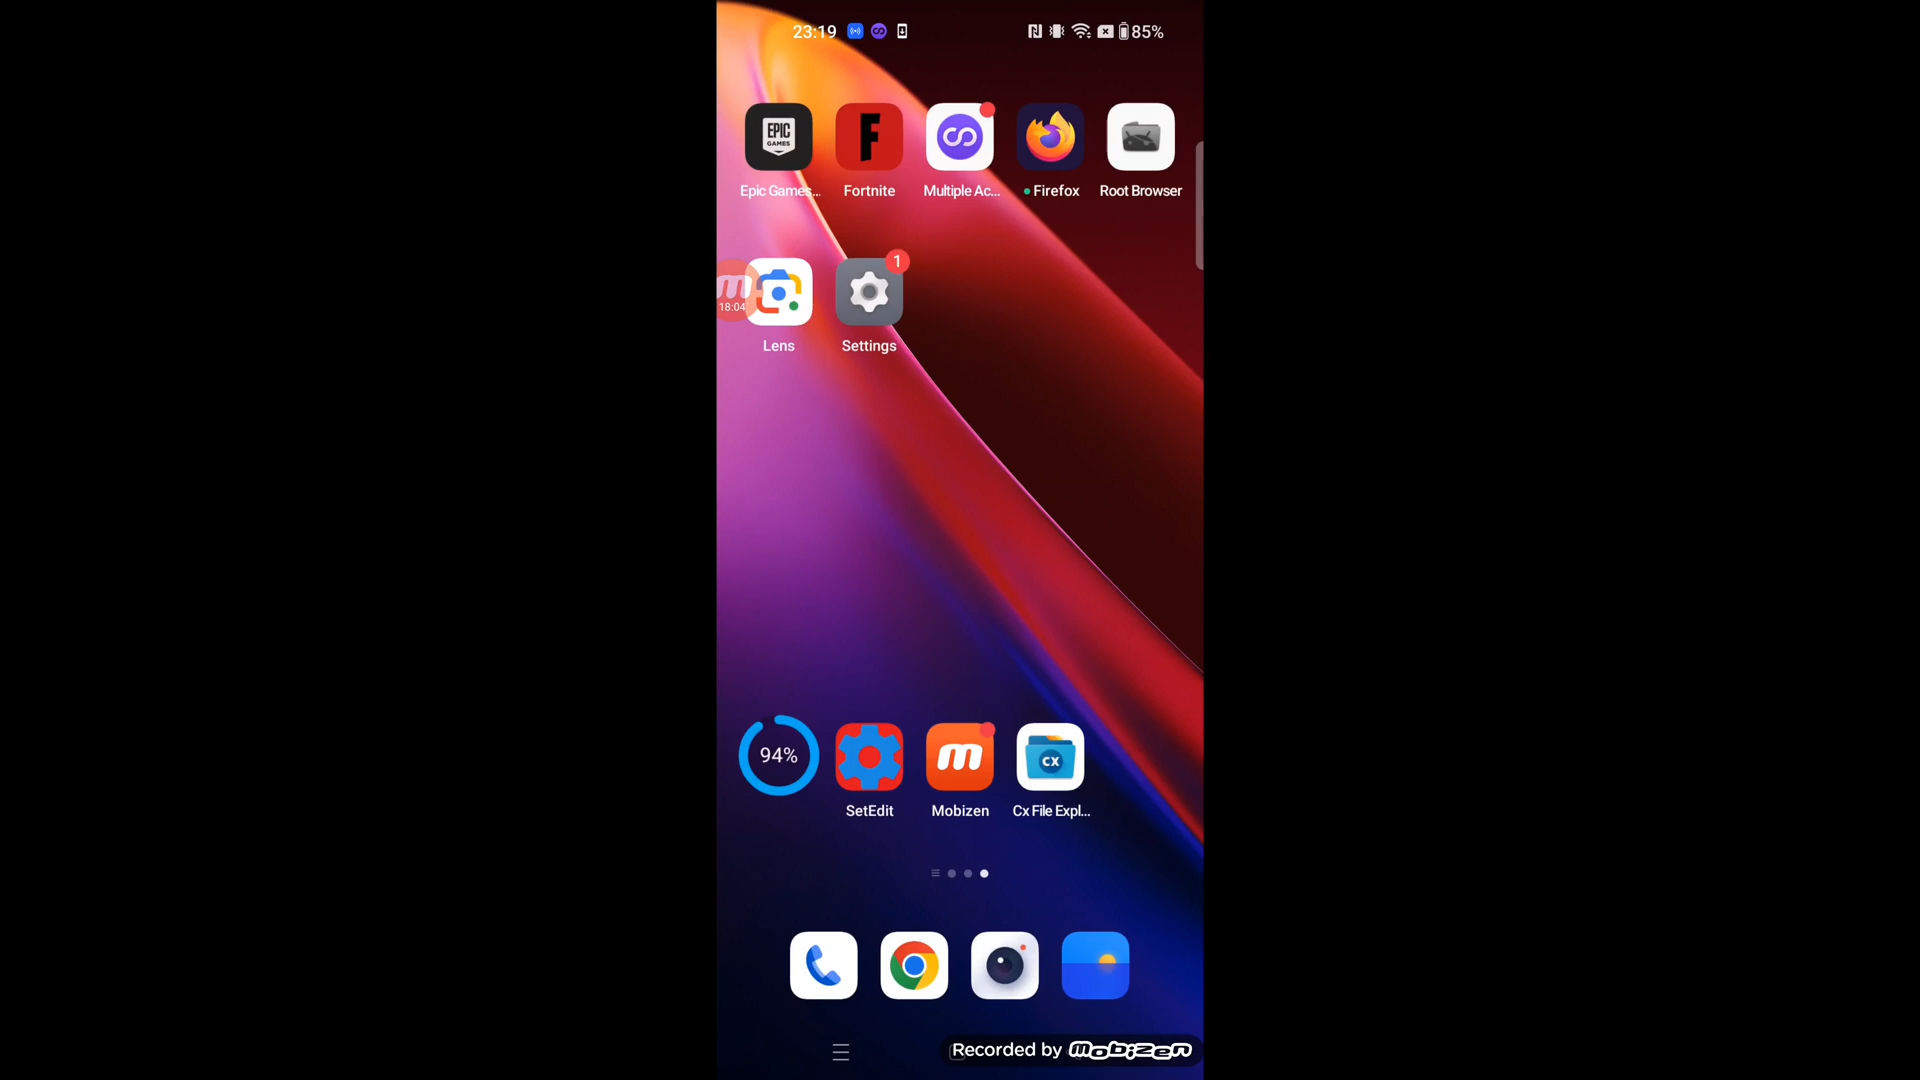 23:19
85%
EPIC
GAMES
F
Epic Games...
Fortnite
Multiple Ac...
Firefox
Root Browser
m
18:04
1
Lens
Settings
94%
m
CX
SetEdit
Mobizen
Cx File Expl...
Recorded by mobizen